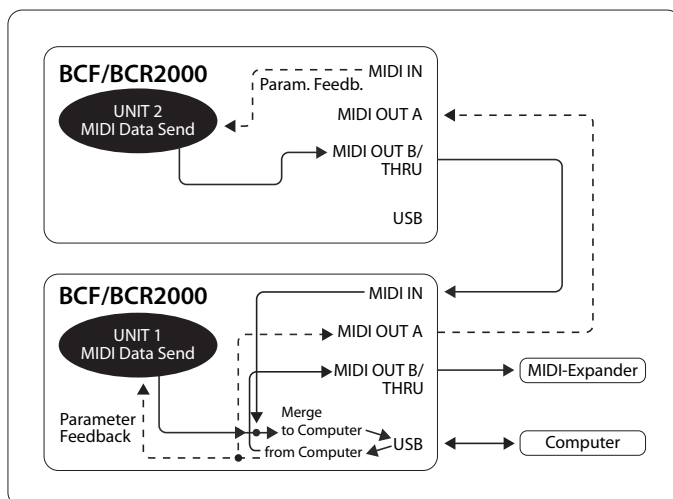 BCF/BCR2000
UNIT 2
MIDI Data Send
Param. Feedb.
MIDI IN
MIDI OUT A
MIDI OUT B/
THRU
USB
BCF/BCR2000
UNIT 1
MIDI Data Send
Parameter
Feedback
MIDI IN
MIDI OUT A
MIDI OUT B/
THRU
Merge
to Computer
from Computer
USB
MIDI-Expander
Computer